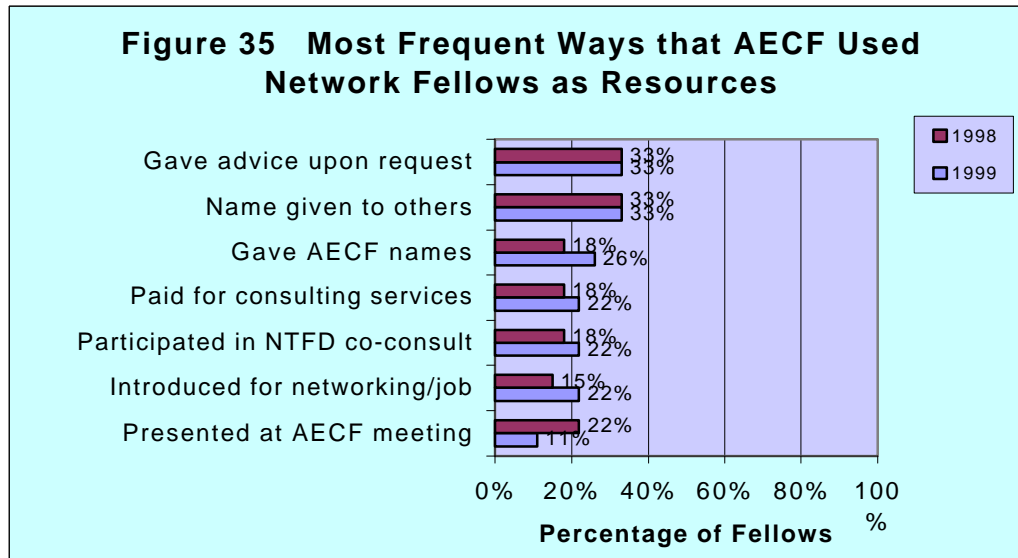 Figure 35 Most Frequent Ways that AECF Used
Network Fellows as Resources
1998
1999
Gave advice upon request
33%
33%
Name given to others
33%
33%
Gave AECF names
18%
26%
Paid for consulting services
18%
22%
Participated in NTFD co-consult
18%
22%
Introduced for networking/job
15%
22%
Presented at AECF meeting
22%
11%
0% 20% 40% 60% 80% 100
%
Percentage of Fellows